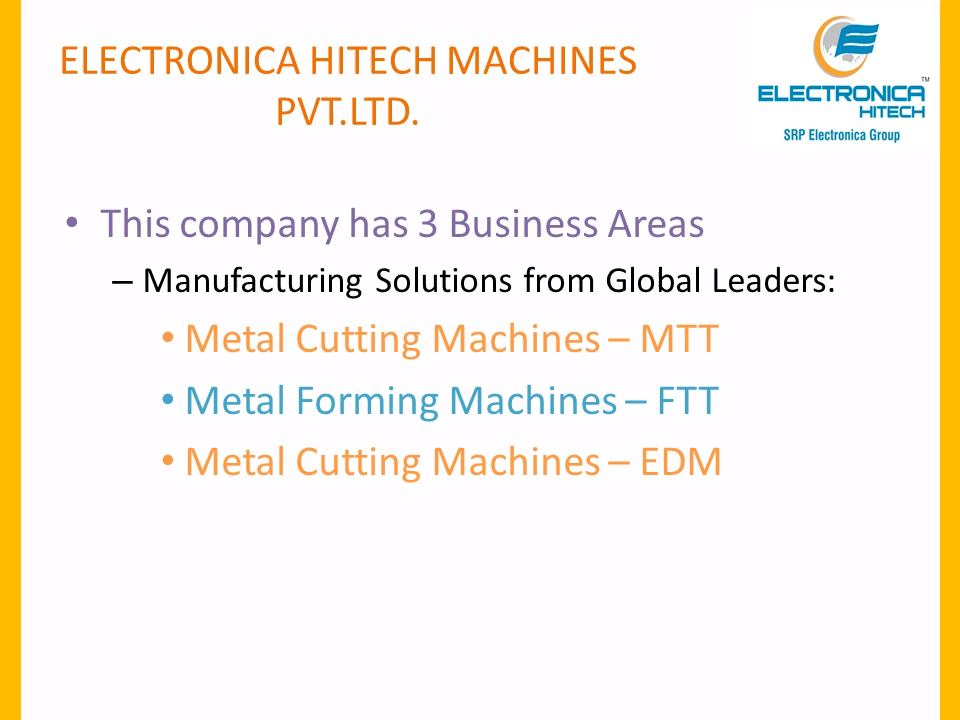 ELECTRONICA HITECH MACHINES
PVT.LTD.
ELECTRONICA TM
HITECH
SRP Electronica Group
• This company has 3 Business Areas
– Manufacturing Solutions from Global Leaders:
• Metal Cutting Machines – MTT
• Metal Forming Machines – FTT
• Metal Cutting Machines – EDM